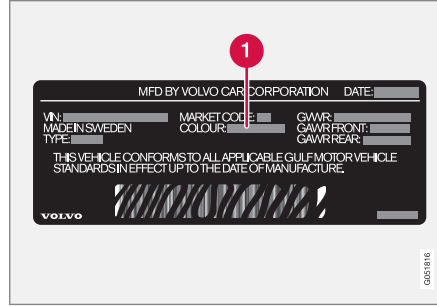 1
MFD BY VOLVO CAR CORPORATION DATE:
VIN: MARKET CODE: GVWR:
MADE IN SWEDEN COLOUR: GAWR FRONT:
TYPE: GAWR REAR:
THIS VEHICLE CONFORMS TO ALL APPLICABLE GULF MOTOR VEHICLE
STANDARDS IN EFFECT UP TO THE DATE OF MANUFACTURE.
VOLVO
G051816